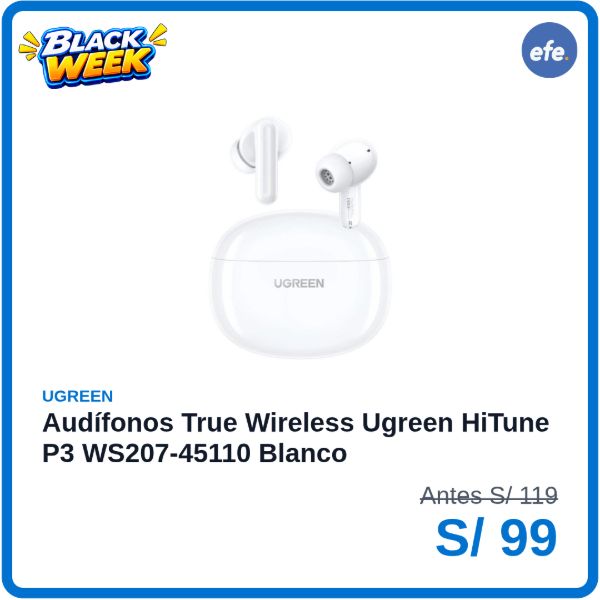 BLACK
WEEK
efe.
UGREEN
UGREEN
Audífonos True Wireless Ugreen HiTune
P3 WS207-45110 Blanco
Antes S/ 119
S/ 99